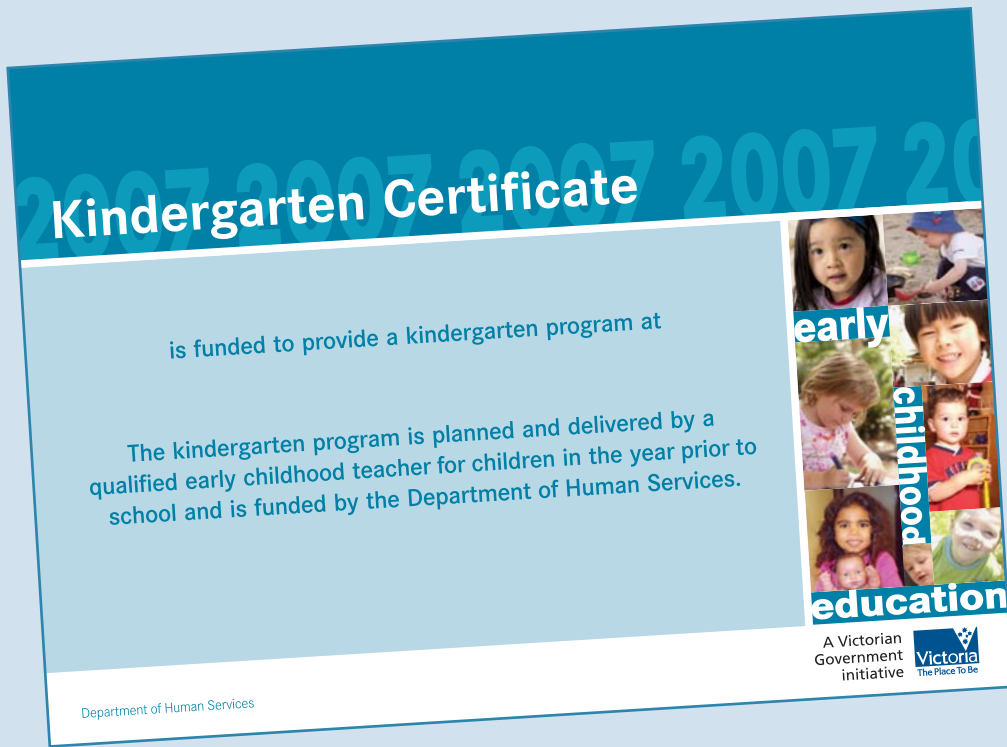 2007 2007 2007 2007 20
Kindergarten Certificate
is funded to provide a kindergarten program at
The kindergarten program is planned and delivered by a
qualified early childhood teacher for children in the year prior to
school and is funded by the Department of Human Services.
early
childhood
education
A Victorian
Government
initiative
Victoria
The Place To Be
Department of Human Services